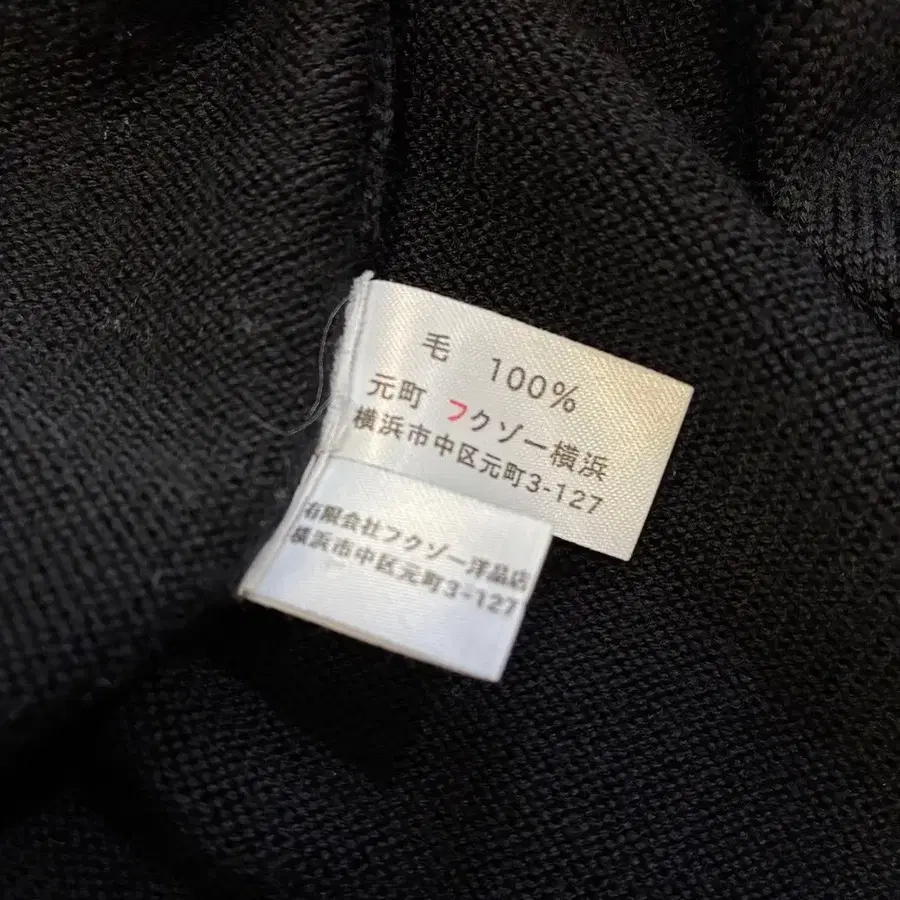 毛 100%
元町 フクゾー横浜
横浜市中区元町3-127
有限会社フクゾー洋品店
横浜市中区元町3-127